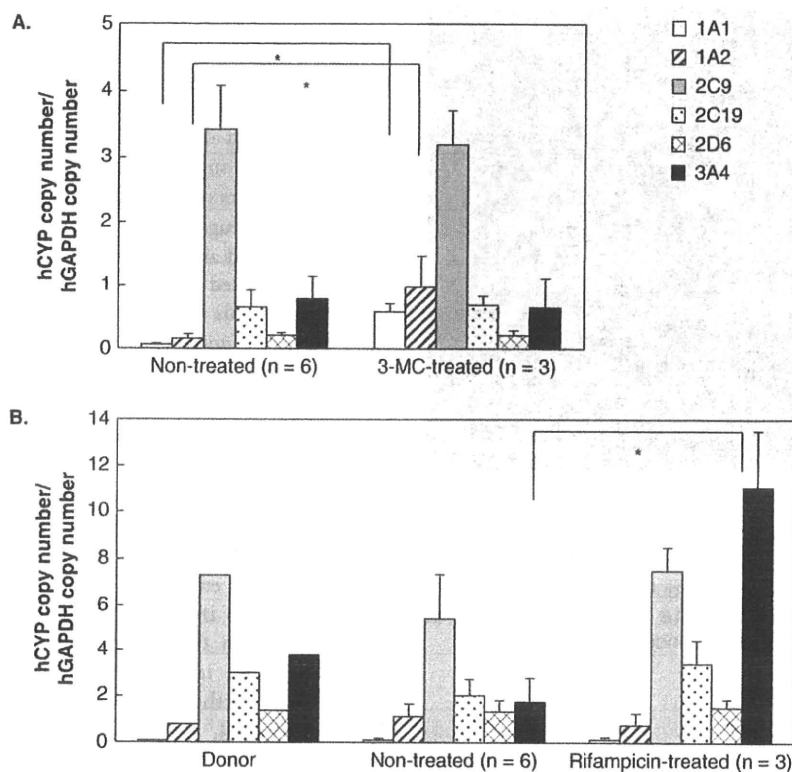 A.
5
4
3
2
1
0
hCYP copy number/
hGAPDH copy number
*
*
Non-treated (n = 6)
3-MC-treated (n = 3)
1A1
1A2
2C9
2C19
2D6
3A4
B.
14
12
10
8
6
4
2
0
hCYP copy number/
hGAPDH copy number
*
Donor
Non-treated (n = 6)
Rifampicin-treated (n = 3)